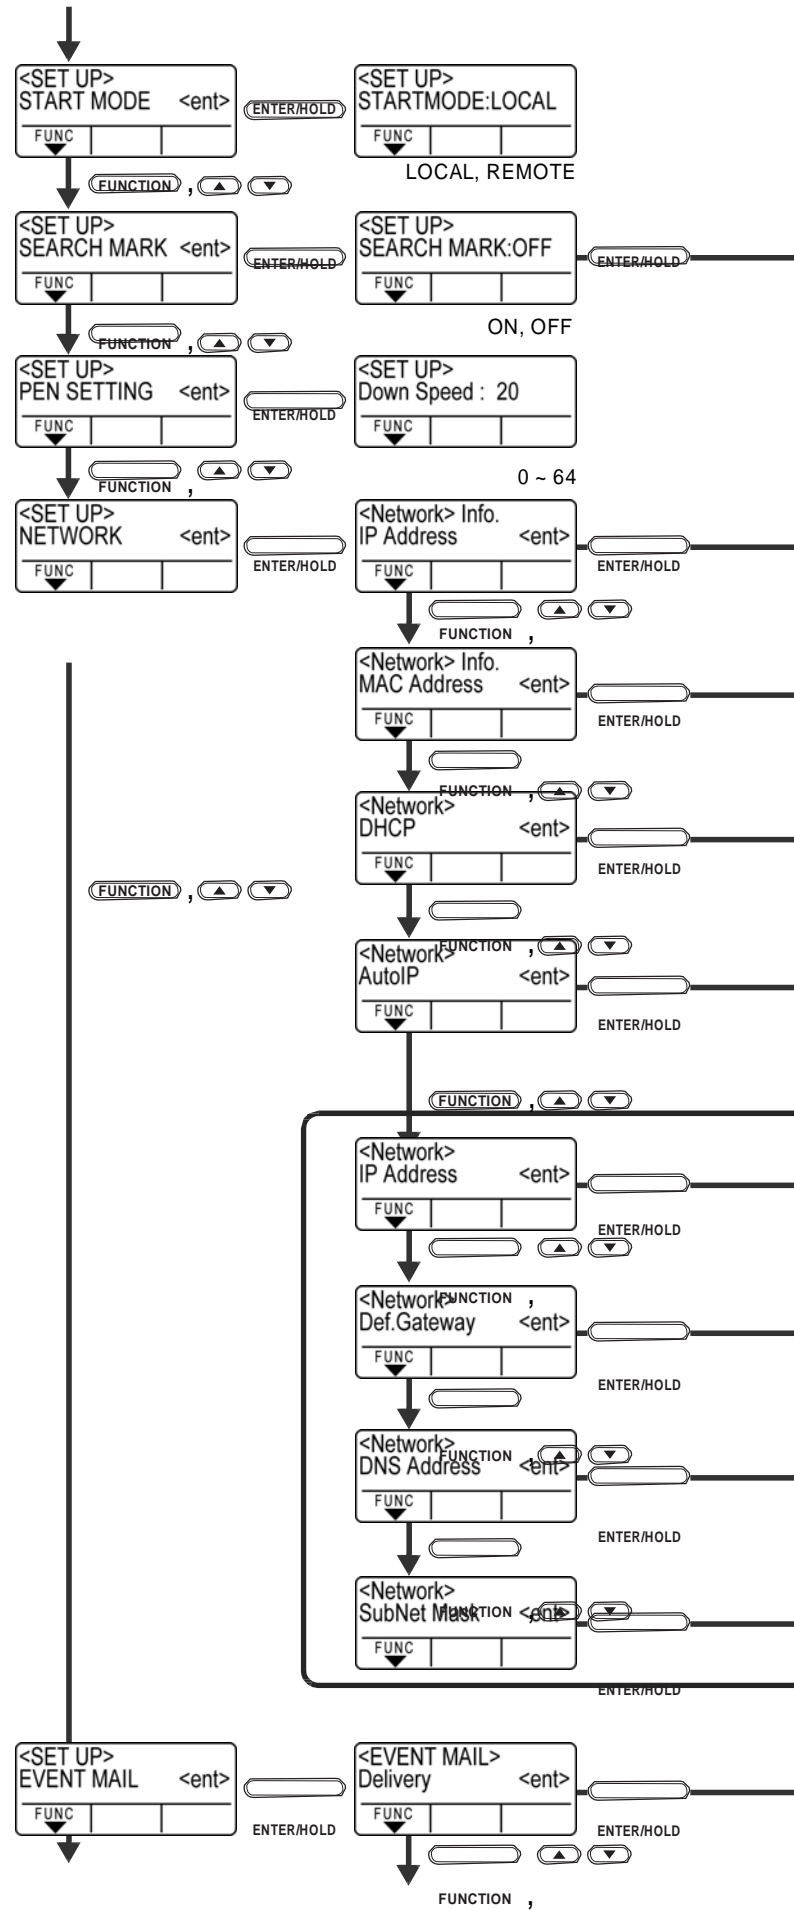 <SET UP>
START MODE <ent>
FUNC
ENTER/HOLD
<SET UP>
STARTMODE:LOCAL
FUNC
LOCAL, REMOTE
FUNCTION ,
<SET UP>
SEARCH MARK <ent>
FUNC
ENTER/HOLD
<SET UP>
SEARCH MARK:OFF
FUNC
ENTER/HOLD
ON, OFF
FUNCTION ,
<SET UP>
PEN SETTING <ent>
FUNC
ENTER/HOLD
<SET UP>
Down Speed : 20
FUNC
0 ~ 64
FUNCTION ,
<SET UP>
NETWORK <ent>
FUNC
ENTER/HOLD
<Network> Info.
IP Address <ent>
FUNC
ENTER/HOLD
FUNCTION ,
<Network> Info.
MAC Address <ent>
FUNC
ENTER/HOLD
FUNCTION ,
<Network>
DHCP <ent>
FUNC
ENTER/HOLD
FUNCTION ,
FUNCTION ,
<Network>
AutoIP <ent>
FUNC
ENTER/HOLD
FUNCTION ,
<Network>
IP Address <ent>
FUNC
ENTER/HOLD
FUNCTION ,
<Network>
Def.Gateway <ent>
FUNC
ENTER/HOLD
FUNCTION ,
<Network>
DNS Address <ent>
FUNC
ENTER/HOLD
FUNCTION ,
<Network>
SubNet Mask <ent>
FUNC
ENTER/HOLD
<SET UP>
EVENT MAIL <ent>
FUNC
ENTER/HOLD
<EVENT MAIL>
Delivery <ent>
FUNC
ENTER/HOLD
FUNCTION ,